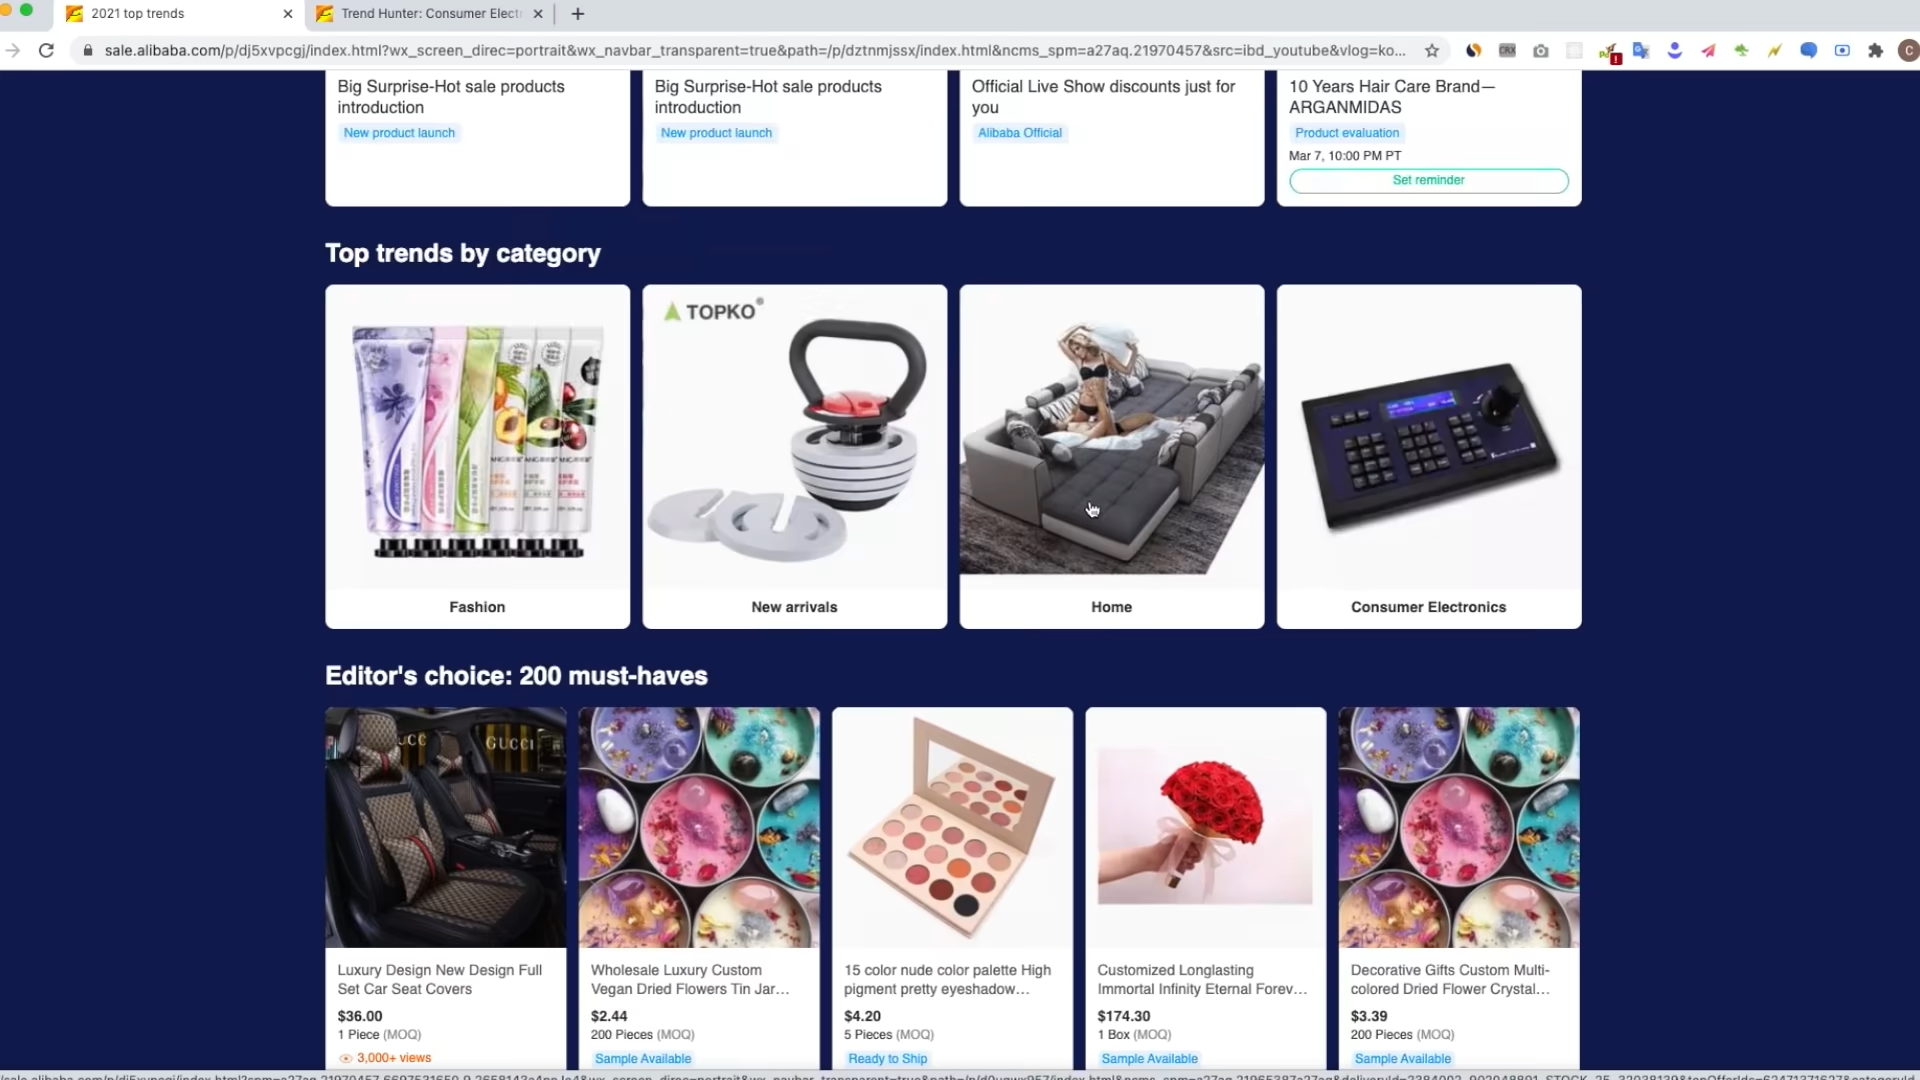 2021 top trends
Trend Hunter: Consumer Electr
sale.alibaba.com/p/dj5xvpcgj/index.html?wx_screen_direc=portrait&wx_navbar_transparent=true&path=/p/dztnmjssx/index.html&ncms_spm=a27aq.21970457&src=ibd_youtube&vlog=ko...
CRX
C
Big Surprise-Hot sale products
introduction
New product launch
Big Surprise-Hot sale products
introduction
New product launch
Official Live Show discounts just for
you
Alibaba Official
10 Years Hair Care Brand—
ARGANMIDAS
Product evaluation
Mar 7, 10:00 PM PT
Set reminder
Top trends by category
TOPKO®
Fashion
New arrivals
Home
Consumer Electronics
Editor's choice: 200 must-haves
GUCCI
Luxury Design New Design Full
Set Car Seat Covers
$36.00
1 Piece (MOQ)
3,000+ views
Wholesale Luxury Custom
Vegan Dried Flowers Tin Jar...
$2.44
200 Pieces (MOQ)
Sample Available
15 color nude color palette High
pigment pretty eyeshadow...
$4.20
5 Pieces (MOQ)
Ready to Ship
Customized Longlasting
Immortal Infinity Eternal Forev...
$174.30
1 Box (MOQ)
Sample Available
Decorative Gifts Custom Multi-
colored Dried Flower Crystal...
$3.39
200 Pieces (MOQ)
Sample Available